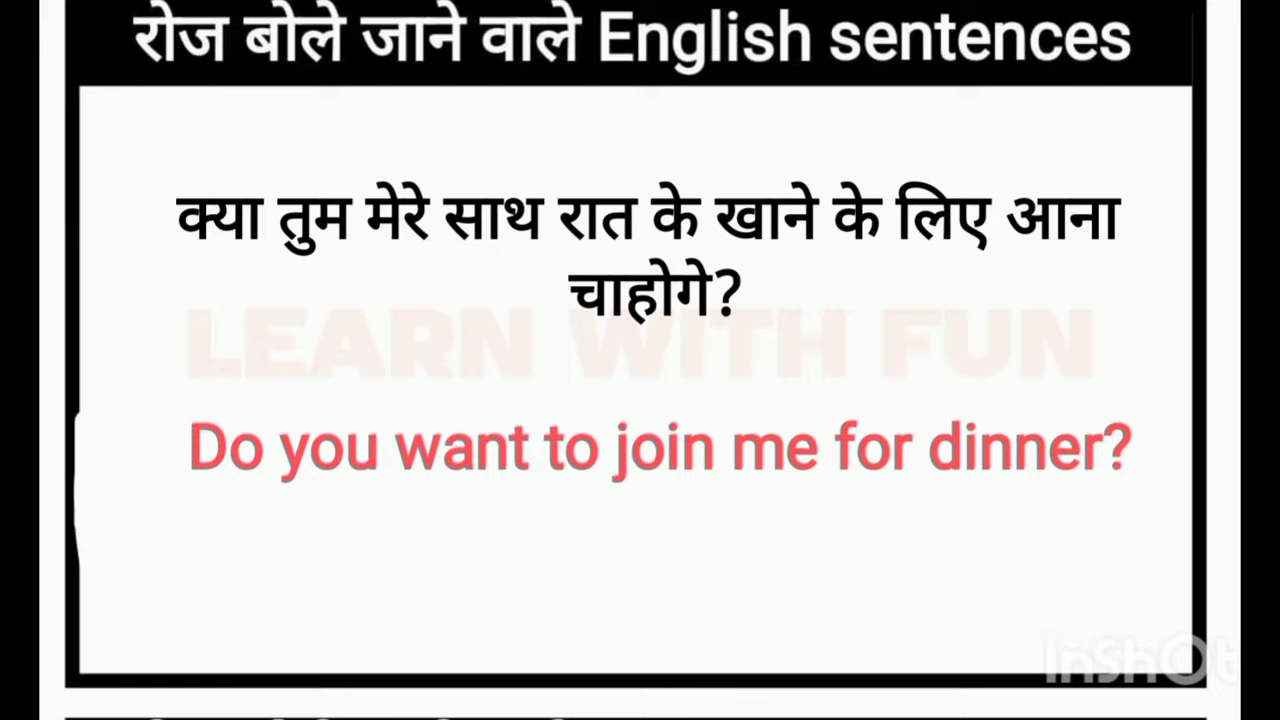 रोज बोले जाने वाले English sentences
क्या तुम मेरे साथ रात के खाने के लिए आना
चाहोगे?
LEARN WITH FUN
Do you want to join me for dinner?
InShOt